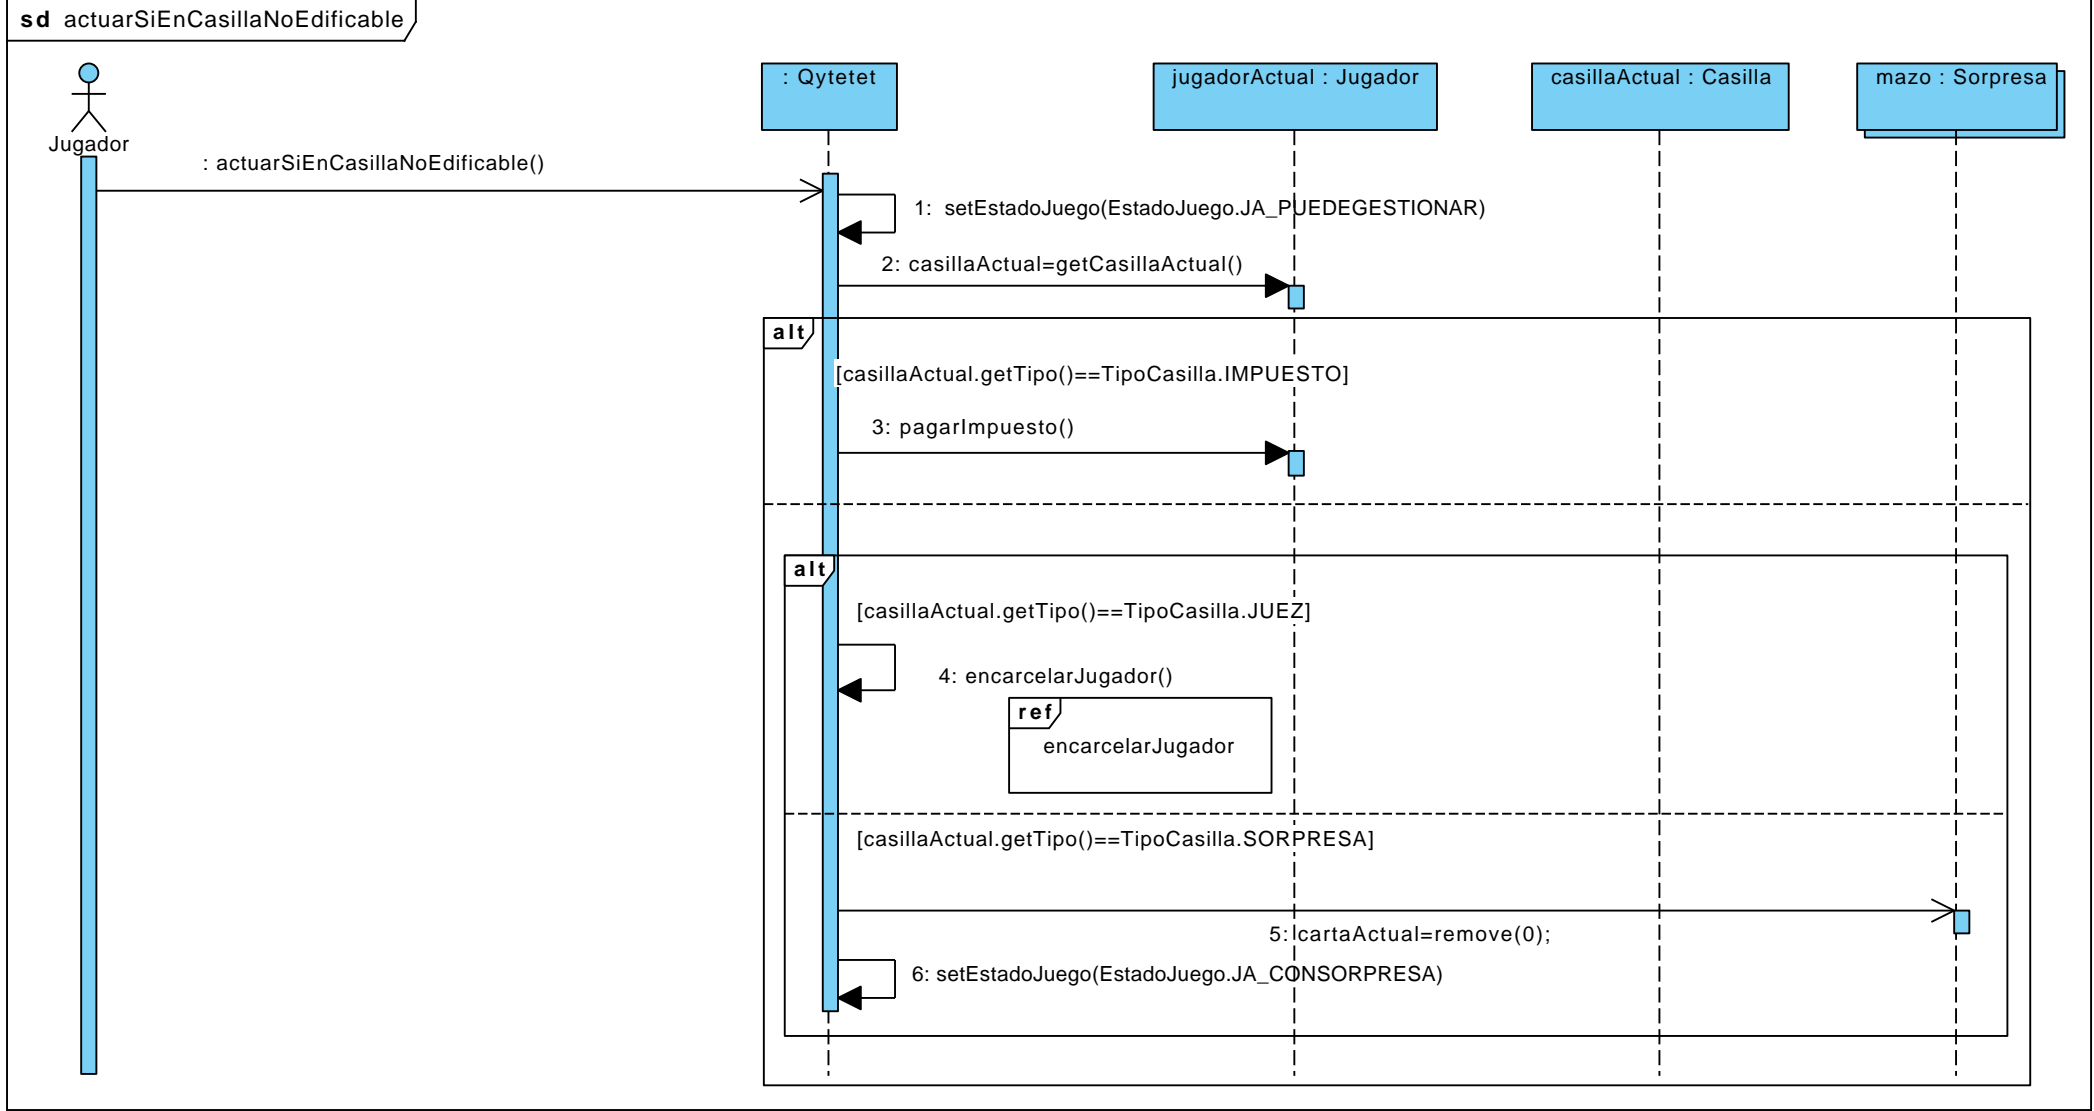 sd actuarSiEnCasillaNoEdificable
Jugador
: Qytetet
jugadorActual : Jugador
casillaActual : Casilla
mazo : Sorpresa
: actuarSiEnCasillaNoEdificable()
1: setEstadoJuego(EstadoJuego.JA_PUEDEGESTIONAR)
2: casillaActual=getCasillaActual()
alt
[casillaActual.getTipo()==TipoCasilla.IMPUESTO]
3: pagarImpuesto()
alt
[casillaActual.getTipo()==TipoCasilla.JUEZ]
4: encarcelarJugador()
ref
encarcelarJugador
[casillaActual.getTipo()==TipoCasilla.SORPRESA]
5: cartaActual=remove(0);
6: setEstadoJuego(EstadoJuego.JA_CONSORPRESA)